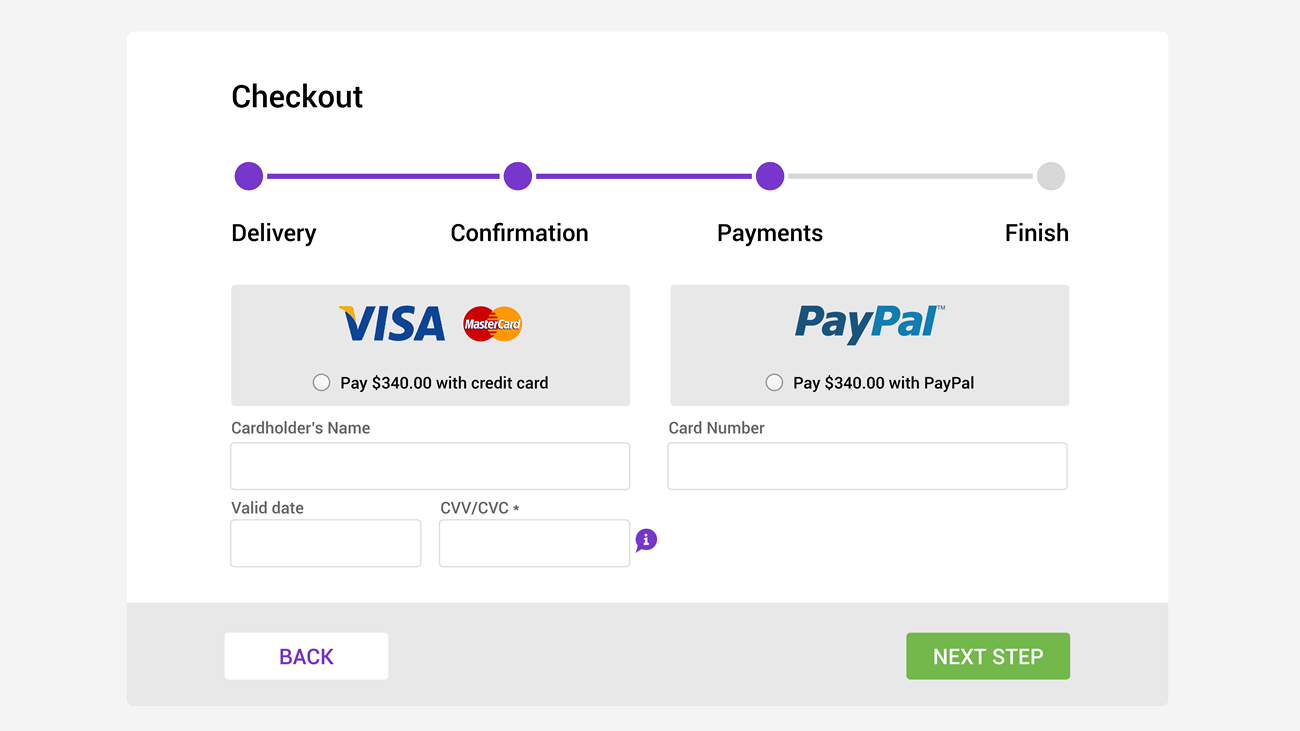 Checkout
Delivery Confirmation Payments Finish
VISA MasterCard
PayPal™
Pay $340.00 with credit card
Pay $340.00 with PayPal
Cardholder's Name
Card Number
Valid date
CVV/CVC *
i
BACK
NEXT STEP